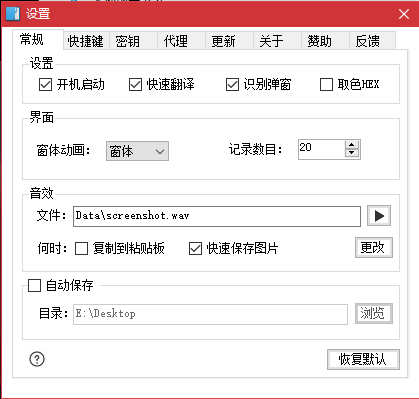 设置
常规 快捷键 密钥 代理 更新 关于 赞助 反馈
设置
开机启动 快速翻译 识别弹窗 取色HEX
界面
窗体动画: 窗体 记录数目: 20
音效
文件: Data\screenshot.wav
何时: 复制到粘贴板 快速保存图片 更改
自动保存
目录: E:\Desktop 浏览
? 恢复默认